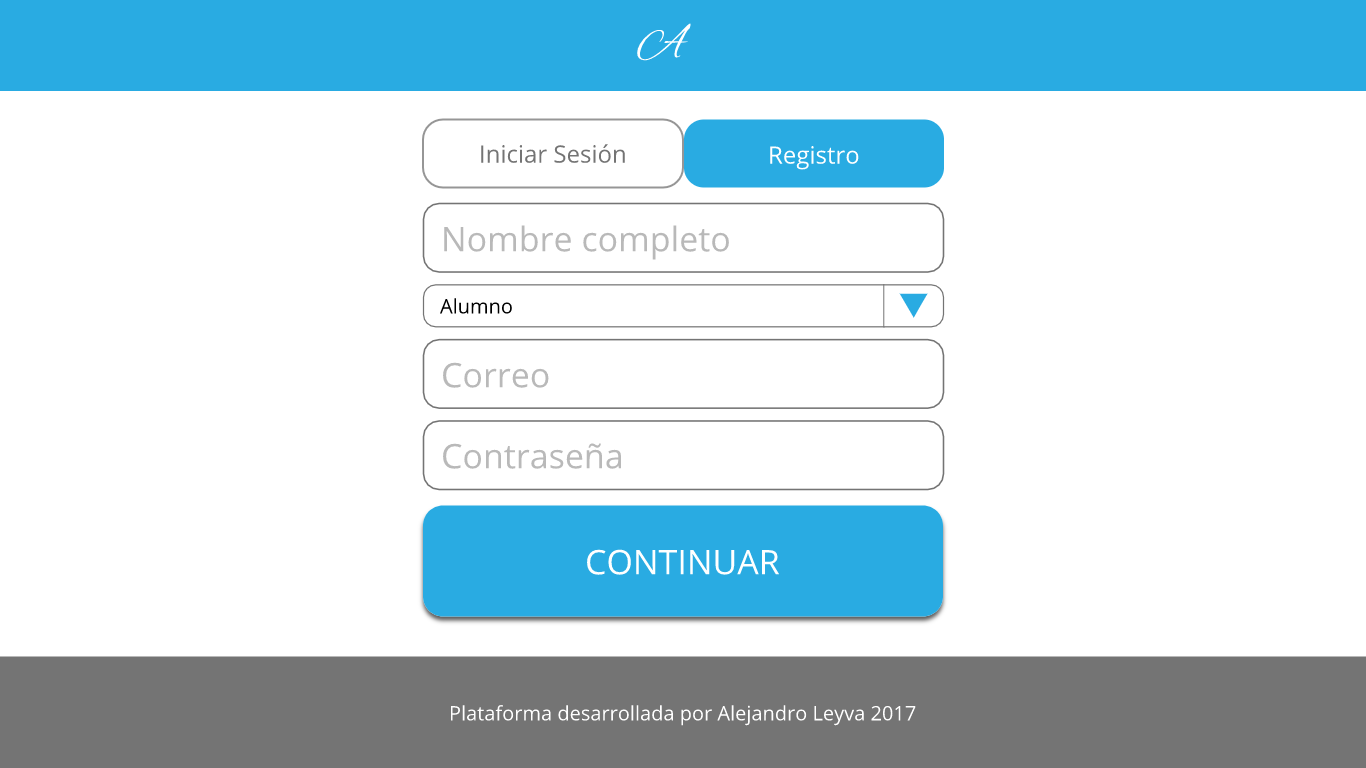 A
Iniciar Sesión
Registro
Nombre completo
Alumno
Correo
Contraseña
CONTINUAR
Plataforma desarrollada por Alejandro Leyva 2017